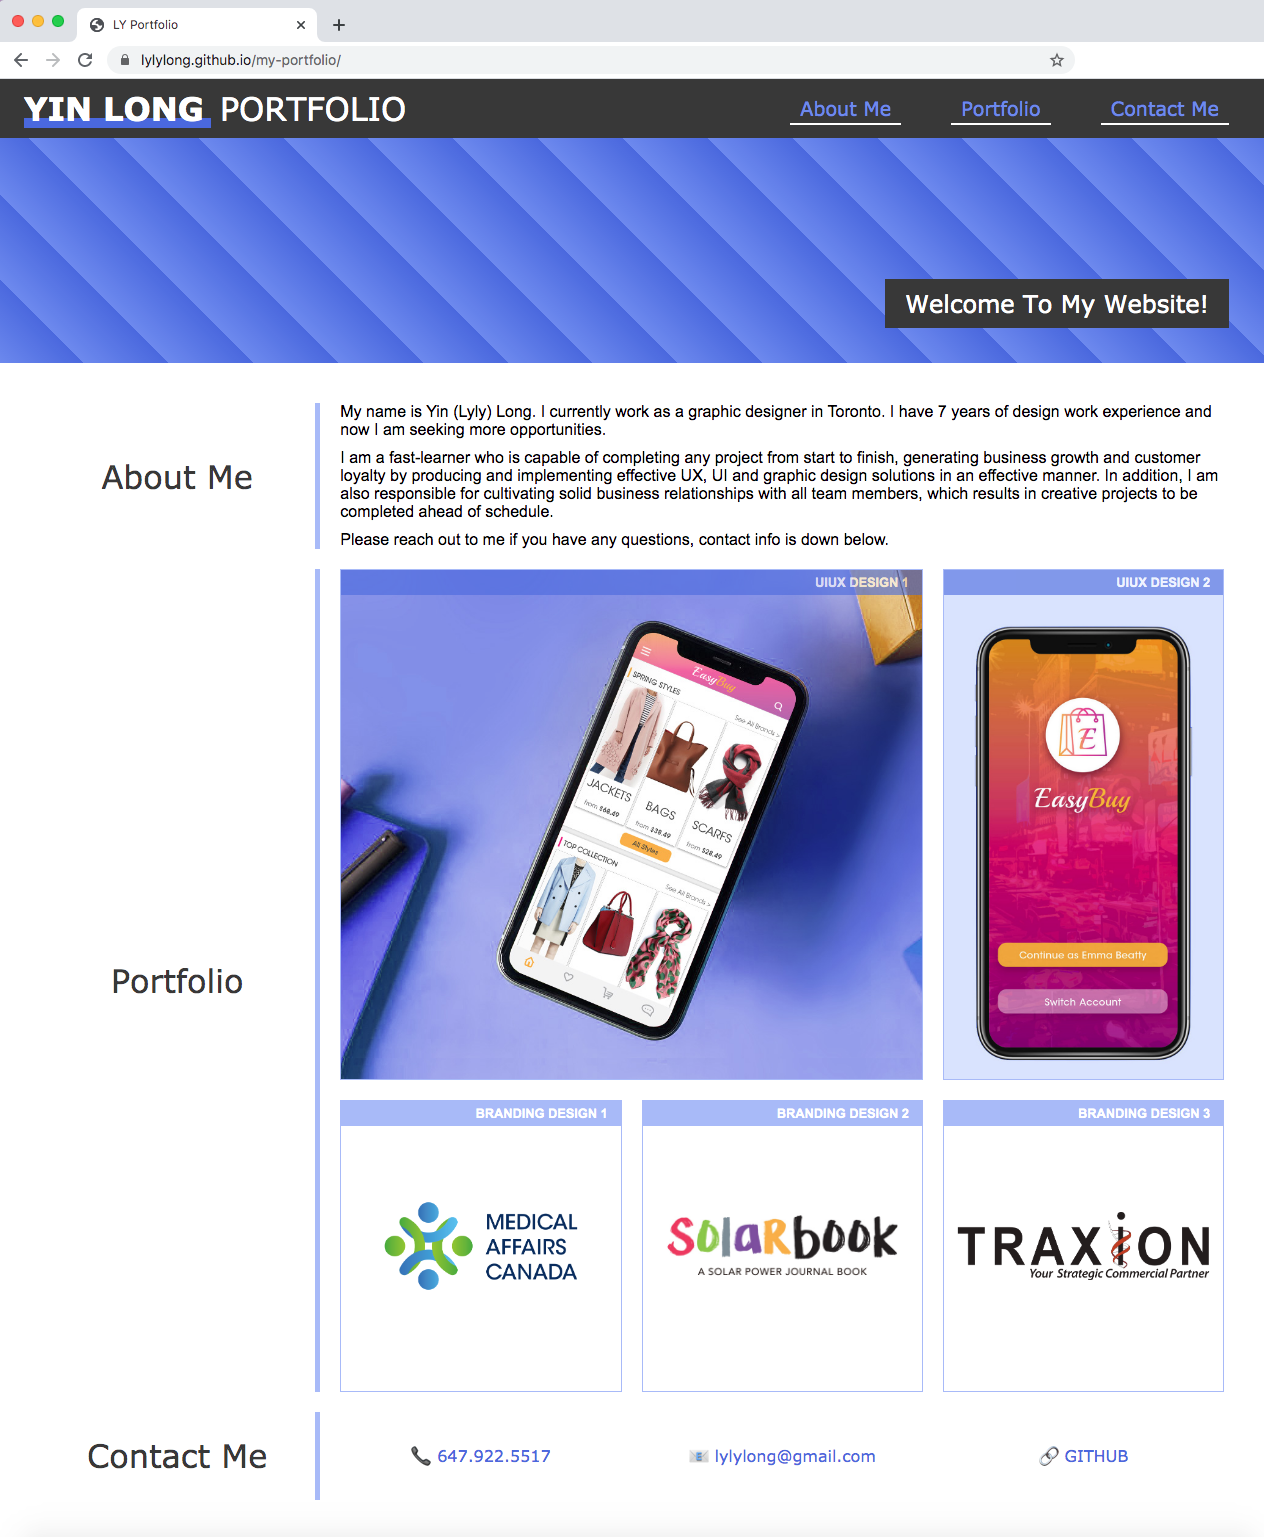 LY Portfolio
lylylong.github.io/my-portfolio/
YIN LONG PORTFOLIO
About Me
Portfolio
Contact Me
Welcome To My Website!
About Me
My name is Yin (Lyly) Long. I currently work as a graphic designer in Toronto. I have 7 years of design work experience and
now I am seeking more opportunities.
I am a fast-learner who is capable of completing any project from start to finish, generating business growth and customer
loyalty by producing and implementing effective UX, UI and graphic design solutions in an effective manner. In addition, I am
also responsible for cultivating solid business relationships with all team members, which results in creative projects to be
completed ahead of schedule.
Please reach out to me if you have any questions, contact info is down below.
Portfolio
UIUX DESIGN 1
EasyBuy
SPRING STYLES
See All Brands >
JACKETS
from $68.49
BAGS
from $39.49
SCARFS
from $28.49
All Styles
TOP COLLECTION
See All Brands >
UIUX DESIGN 2
E
EasyBuy
Continue as Emma Beatty
Switch Account
BRANDING DESIGN 1
MEDICAL
AFFAIRS
CANADA
BRANDING DESIGN 2
SolaRbook
A SOLAR POWER JOURNAL BOOK
BRANDING DESIGN 3
TRAXiON
Your Strategic Commercial Partner
Contact Me
647.922.5517
lylylong@gmail.com
GITHUB